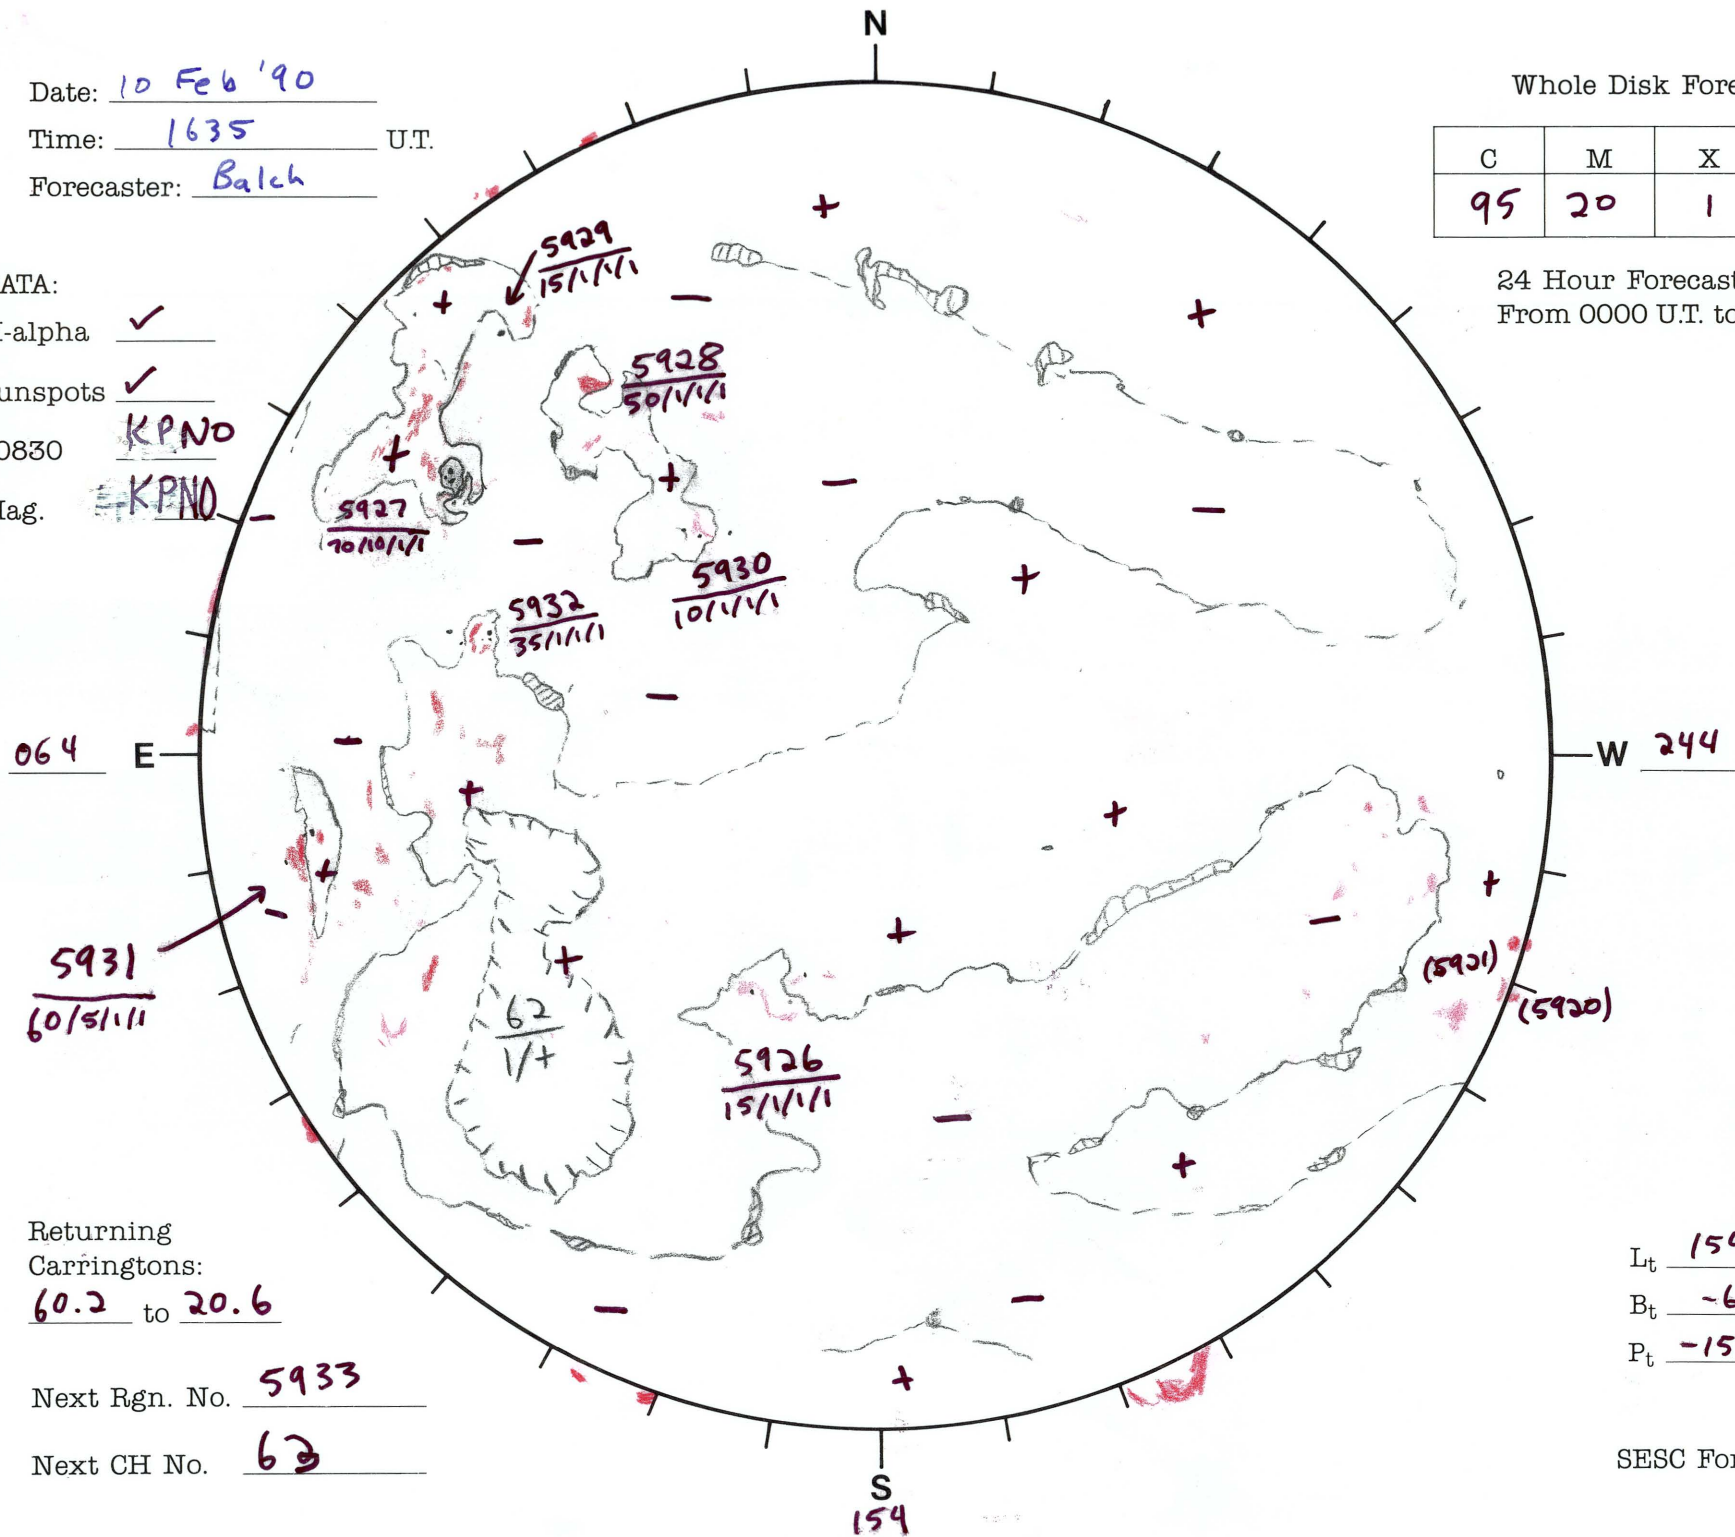 N
Date: 10 Feb '90
Time: 1635 U.T.
Forecaster: Balch
Whole Disk Fore
C M X
95 20 1
24 Hour Forecast
From 0000 U.T. to
ATA:
I-alpha ✓
unspots ✓
0830 KPNO
Mag. KPNO
5929
15/1/1/1
5928
50/1/1/1
5927
70/10/1/1
5930
10/1/1/1
5932
35/1/1/1
064 E
W 244
5931
60/5/1/1
(5921)
(5920)
62
1/+
5926
15/1/1/1
Returning
Carringtons:
60.2 to 20.6
Next Rgn. No. 5933
Next CH No. 63
Lt 154
Bt -6
Pt -15
SESC For
S
154